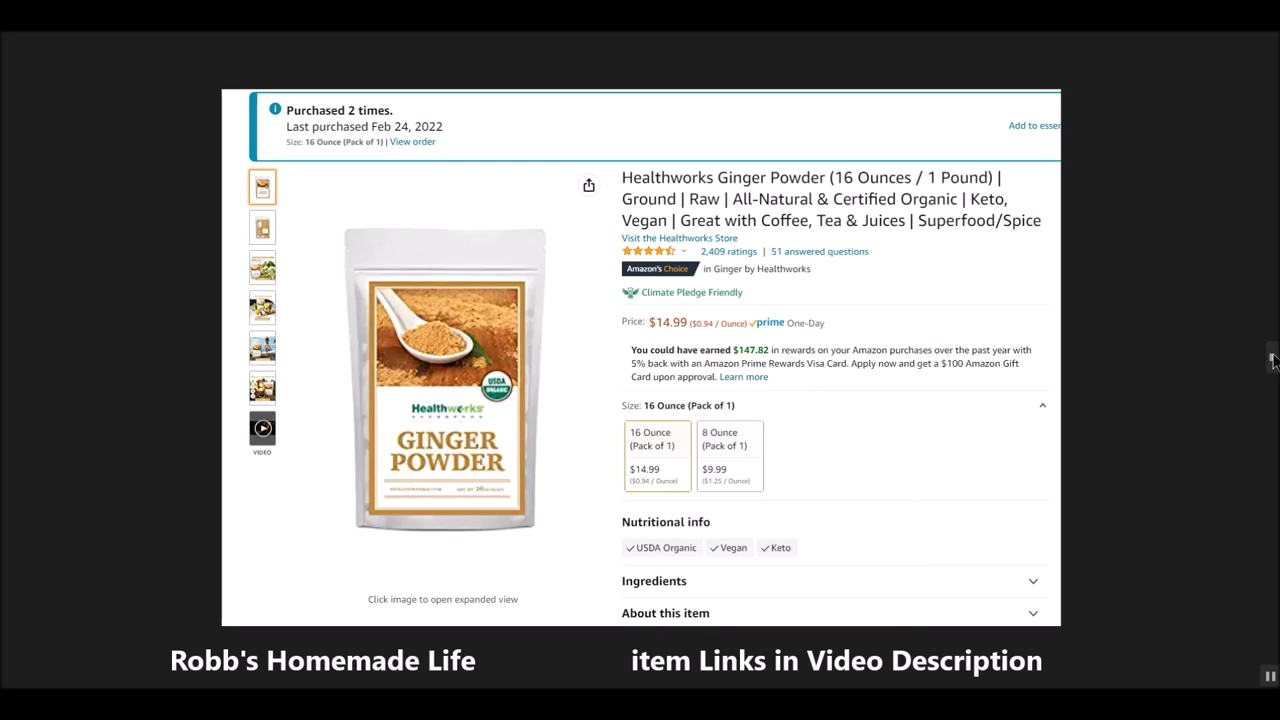 Purchased 2 times.
Last purchased Feb 24, 2022
Size: 16 Ounce (Pack of 1) | View order
Add to esser
Healthworks Ginger Powder (16 Ounces / 1 Pound) |
Ground | Raw | All-Natural & Certified Organic | Keto,
Vegan | Great with Coffee, Tea & Juices | Superfood/Spice
Visit the Healthworks Store
2,409 ratings | 51 answered questions
Amazon's Choice in Ginger by Healthworks
Climate Pledge Friendly
Price: $14.99 ($0.94 / Ounce) prime One-Day
You could have earned $147.82 in rewards on your Amazon purchases over the past year with
5% back with an Amazon Prime Rewards Visa Card. Apply now and get a $100 Amazon Gift
Card upon approval. Learn more
Size: 16 Ounce (Pack of 1)
16 Ounce
(Pack of 1)
$14.99
($0.94 / Ounce)
8 Ounce
(Pack of 1)
$9.99
($1.25 / Ounce)
Nutritional info
USDA Organic
Vegan
Keto
Ingredients
About this item
USDA
ORGANIC
Healthworks
GINGER
POWDER
VIDEO
Click image to open expanded view
Robb's Homemade Life
item Links in Video Description